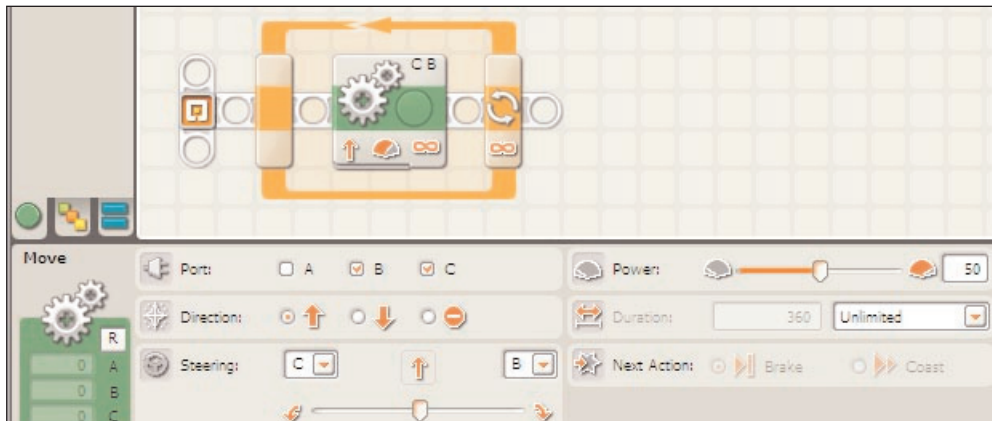 C B
Move
Port: A B C
Power: 50
Direction:
Duration: 360 Unlimited
Steering: C B
Next Action: Brake Coast
R
0 A
0 B
0 C